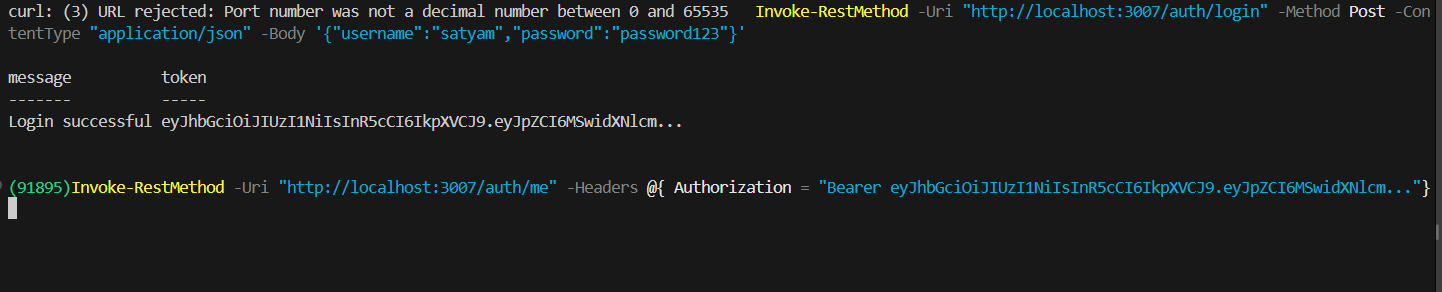 curl: (3) URL rejected: Port number was not a decimal number between 0 and 65535   Invoke-RestMethod -Uri "http://localhost:3007/auth/login" -Method Post -Con
tentType "application/json" -Body '{"username":"satyam","password":"password123"}'
message          token
-------          -----
Login successful eyJhbGciOiJIUzI1NiIsInR5cCI6IkpXVCJ9.eyJpZCI6MSwidXNlcm...
(91895)Invoke-RestMethod -Uri "http://localhost:3007/auth/me" -Headers @{ Authorization = "Bearer eyJhbGciOiJIUzI1NiIsInR5cCI6IkpXVCJ9.eyJpZCI6MSwidXNlcm..."}